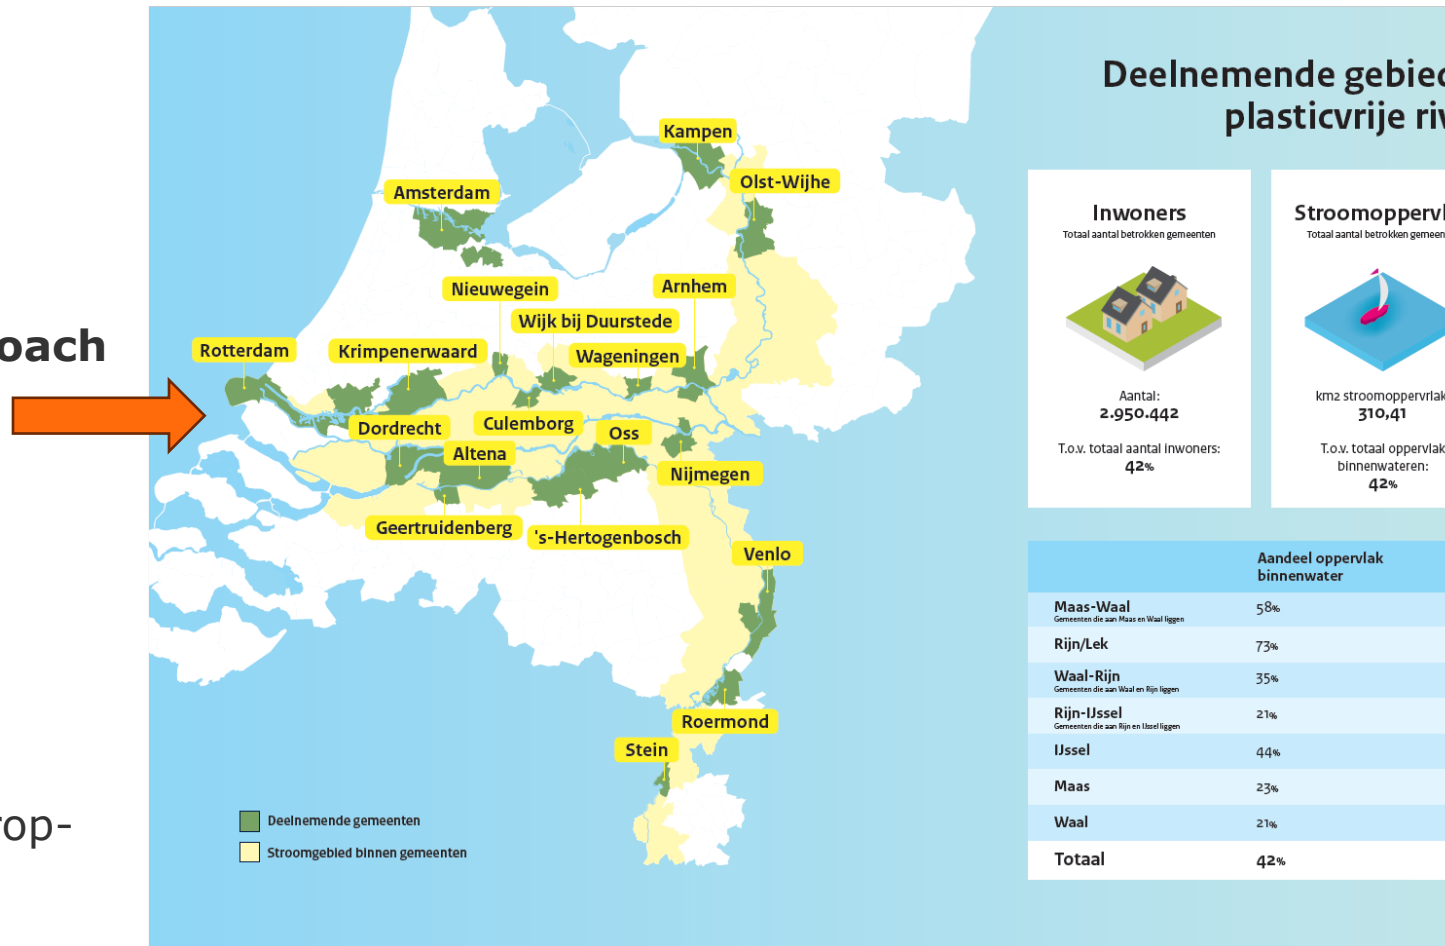 oach
rop-
Deelnemende gebied
plasticvrije riv
Kampen
Olst-Wijhe
Amsterdam
Nieuwegein
Arnhem
Wijk bij Duurstede
Rotterdam
Krimpenerwaard
Wageningen
Dordrecht
Culemborg
Oss
Altena
Nijmegen
Geertruidenberg
's-Hertogenbosch
Venlo
Roermond
Stein
Deelnemende gemeenten
Stroomgebied binnen gemeenten
Inwoners
Totaal aantal betrokken gemeenten
Aantal:
2.950.442
T.o.v. totaal aantal inwoners:
42%
Stroomoppervl
Totaal aantal betrokken gemeen
km2 stroomoppervlak
310,41
T.o.v. totaal oppervlak
binnenwateren:
42%
Aandeel oppervlak
binnenwater
Maas-Waal 58%
Gemeenten die aan Maas en Waal liggen
Rijn/Lek 73%
Waal-Rijn 35%
Gemeenten die aan Waal en Rijn liggen
Rijn-IJssel 21%
Gemeenten die aan Rijn en IJssel liggen
IJssel 44%
Maas 23%
Waal 21%
Totaal 42%